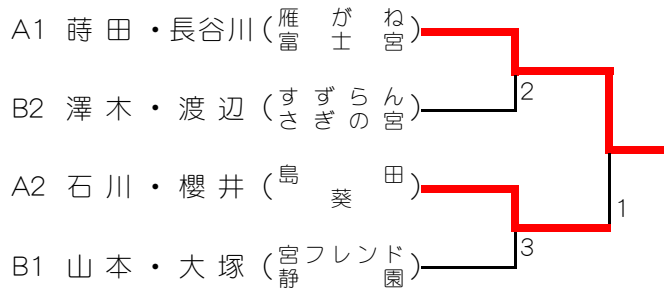 A1 蒔田・長谷川(雁がね 富士宮)
2
B2 澤木・渡辺(すずらん さぎの宮)
A2 石川・櫻井(島田 葵)
1
3
B1 山本・大塚(宮フレンド 静園)